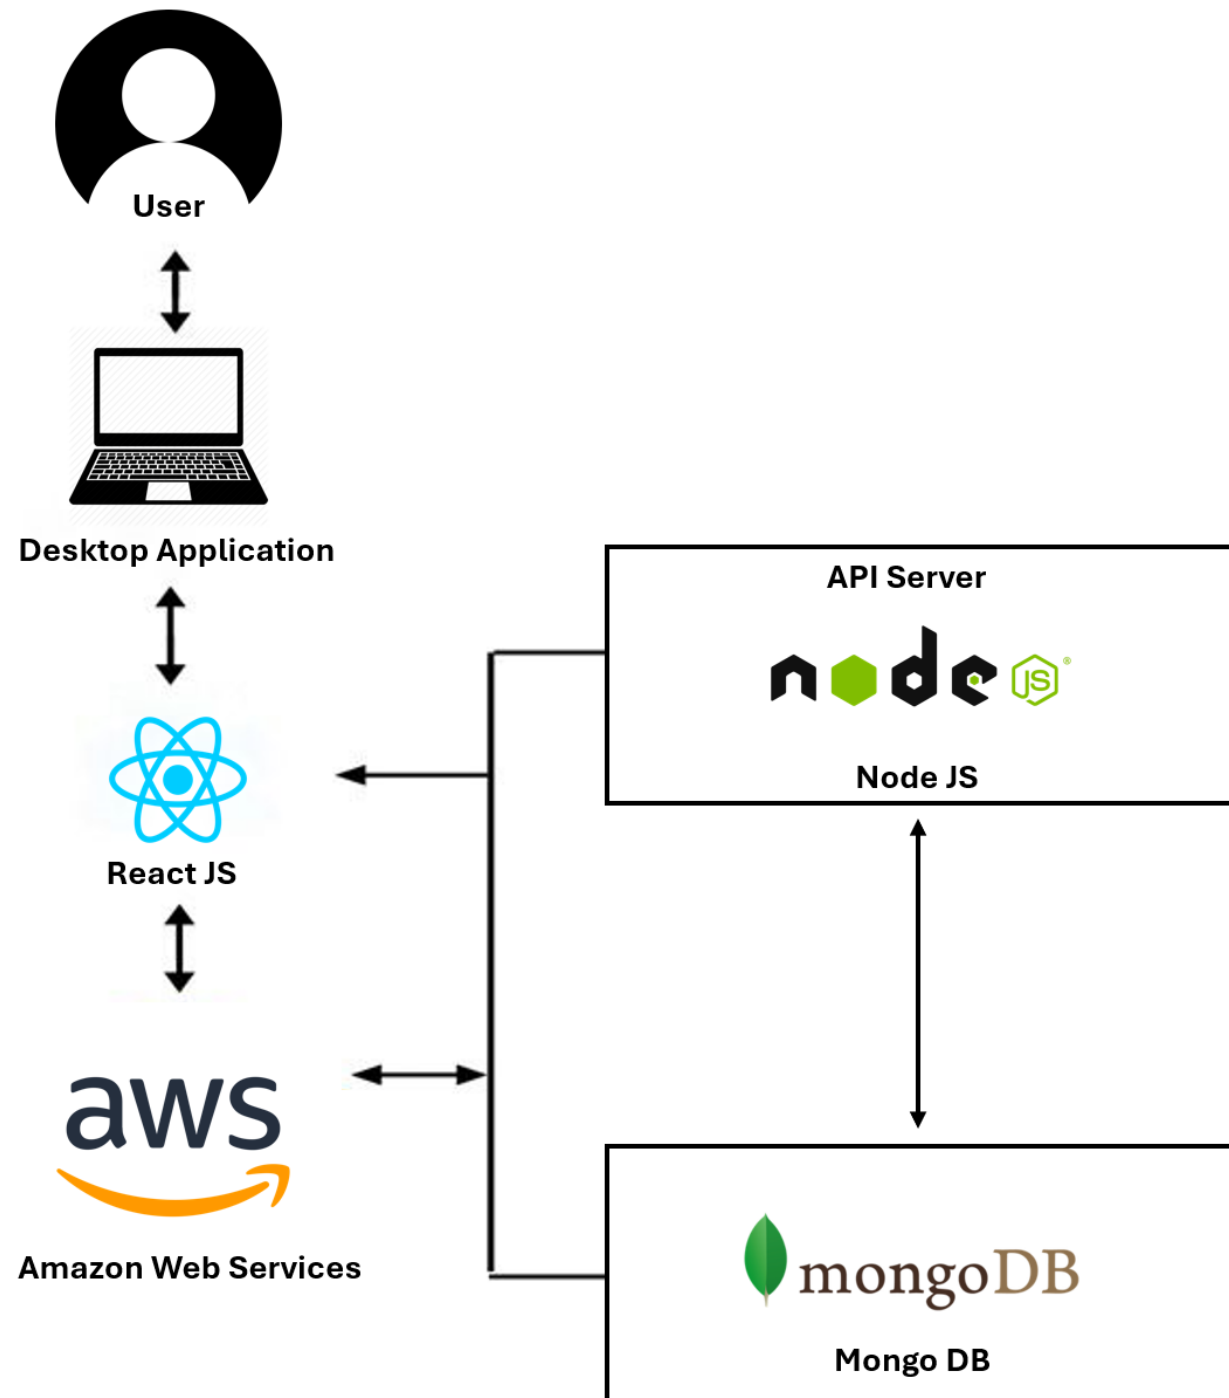 User
Desktop Application
API Server
node JS ®
Node JS
React JS
aws
Amazon Web Services
mongoDB
Mongo DB